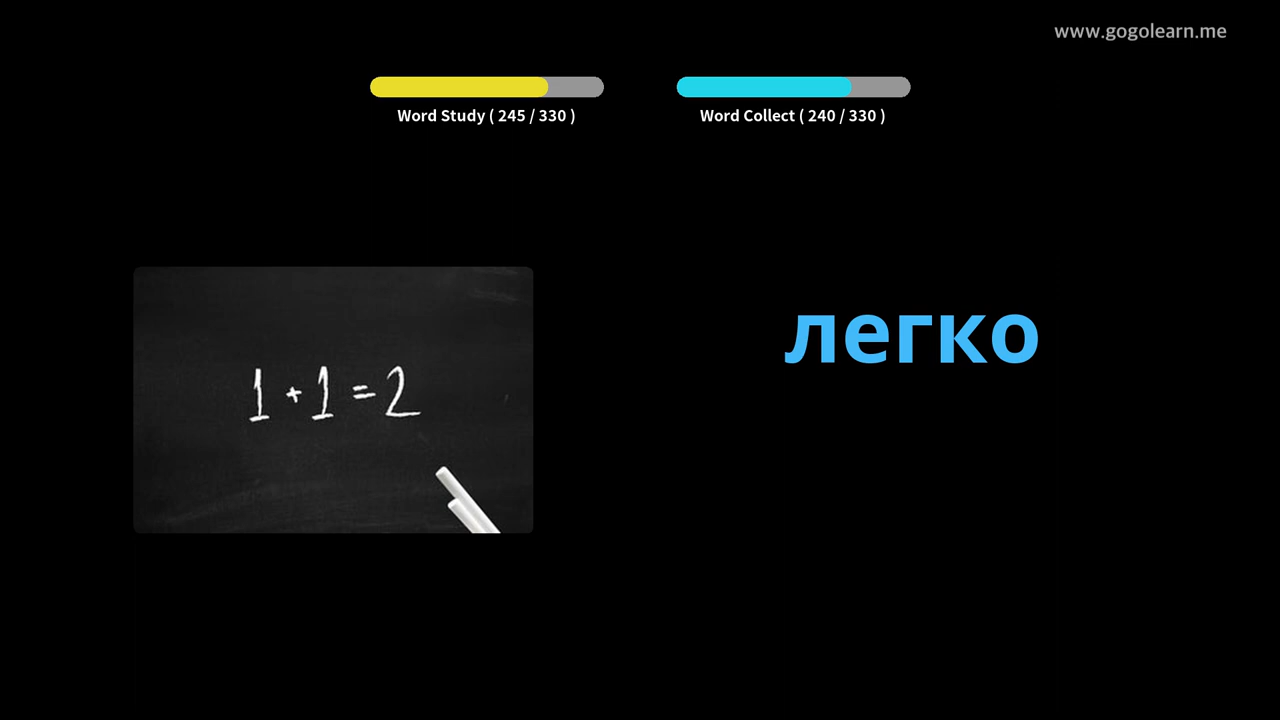 www.gogolearn.me
Word Study ( 245 / 330 )
Word Collect ( 240 / 330 )
легко
1 + 1 = 2